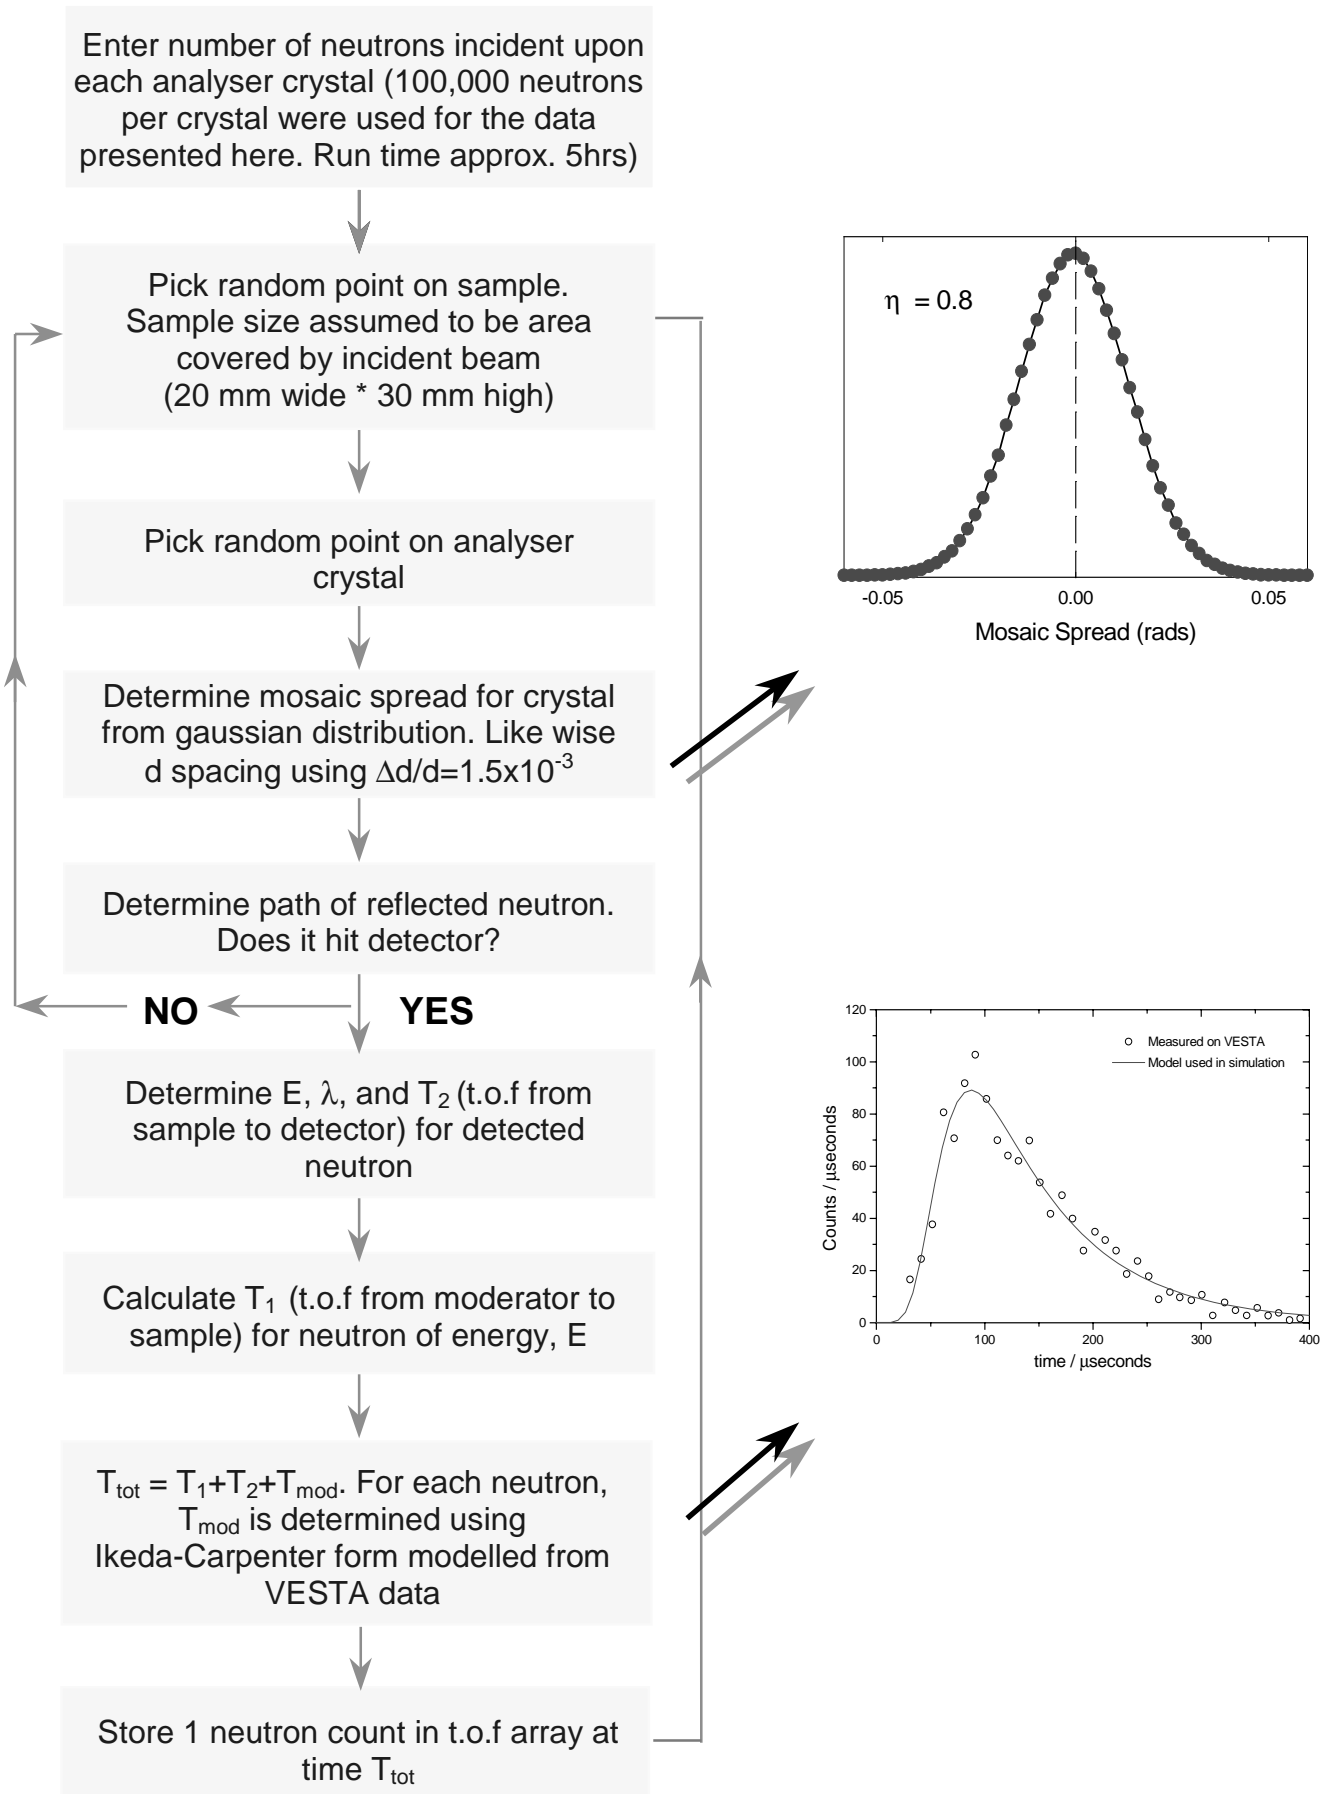 Enter number of neutrons incident upon
each analyser crystal (100,000 neutrons
per crystal were used for the data
presented here. Run time approx. 5hrs)
Pick random point on sample.
Sample size assumed to be area
covered by incident beam
(20 mm wide * 30 mm high)
Pick random point on analyser
crystal
Determine mosaic spread for crystal
from gaussian distribution. Like wise
d spacing using Δd/d=1.5x10⁻³
Determine path of reflected neutron.
Does it hit detector?
NO
YES
Determine E, λ, and T₂ (t.o.f from
sample to detector) for detected
neutron
Calculate T₁ (t.o.f from moderator to
sample) for neutron of energy, E
Tₜₒₜ = T₁+T₂+Tmod. For each neutron,
Tmod is determined using
Ikeda-Carpenter form modelled from
VESTA data
Store 1 neutron count in t.o.f array at
time Tₜₒₜ
η = 0.8
-0.05 0.00 0.05
Mosaic Spread (rads)
120
100
80
60
40
20
0
Counts / μseconds
Measured on VESTA
Model used in simulation
0 100 200 300 400
time / μseconds